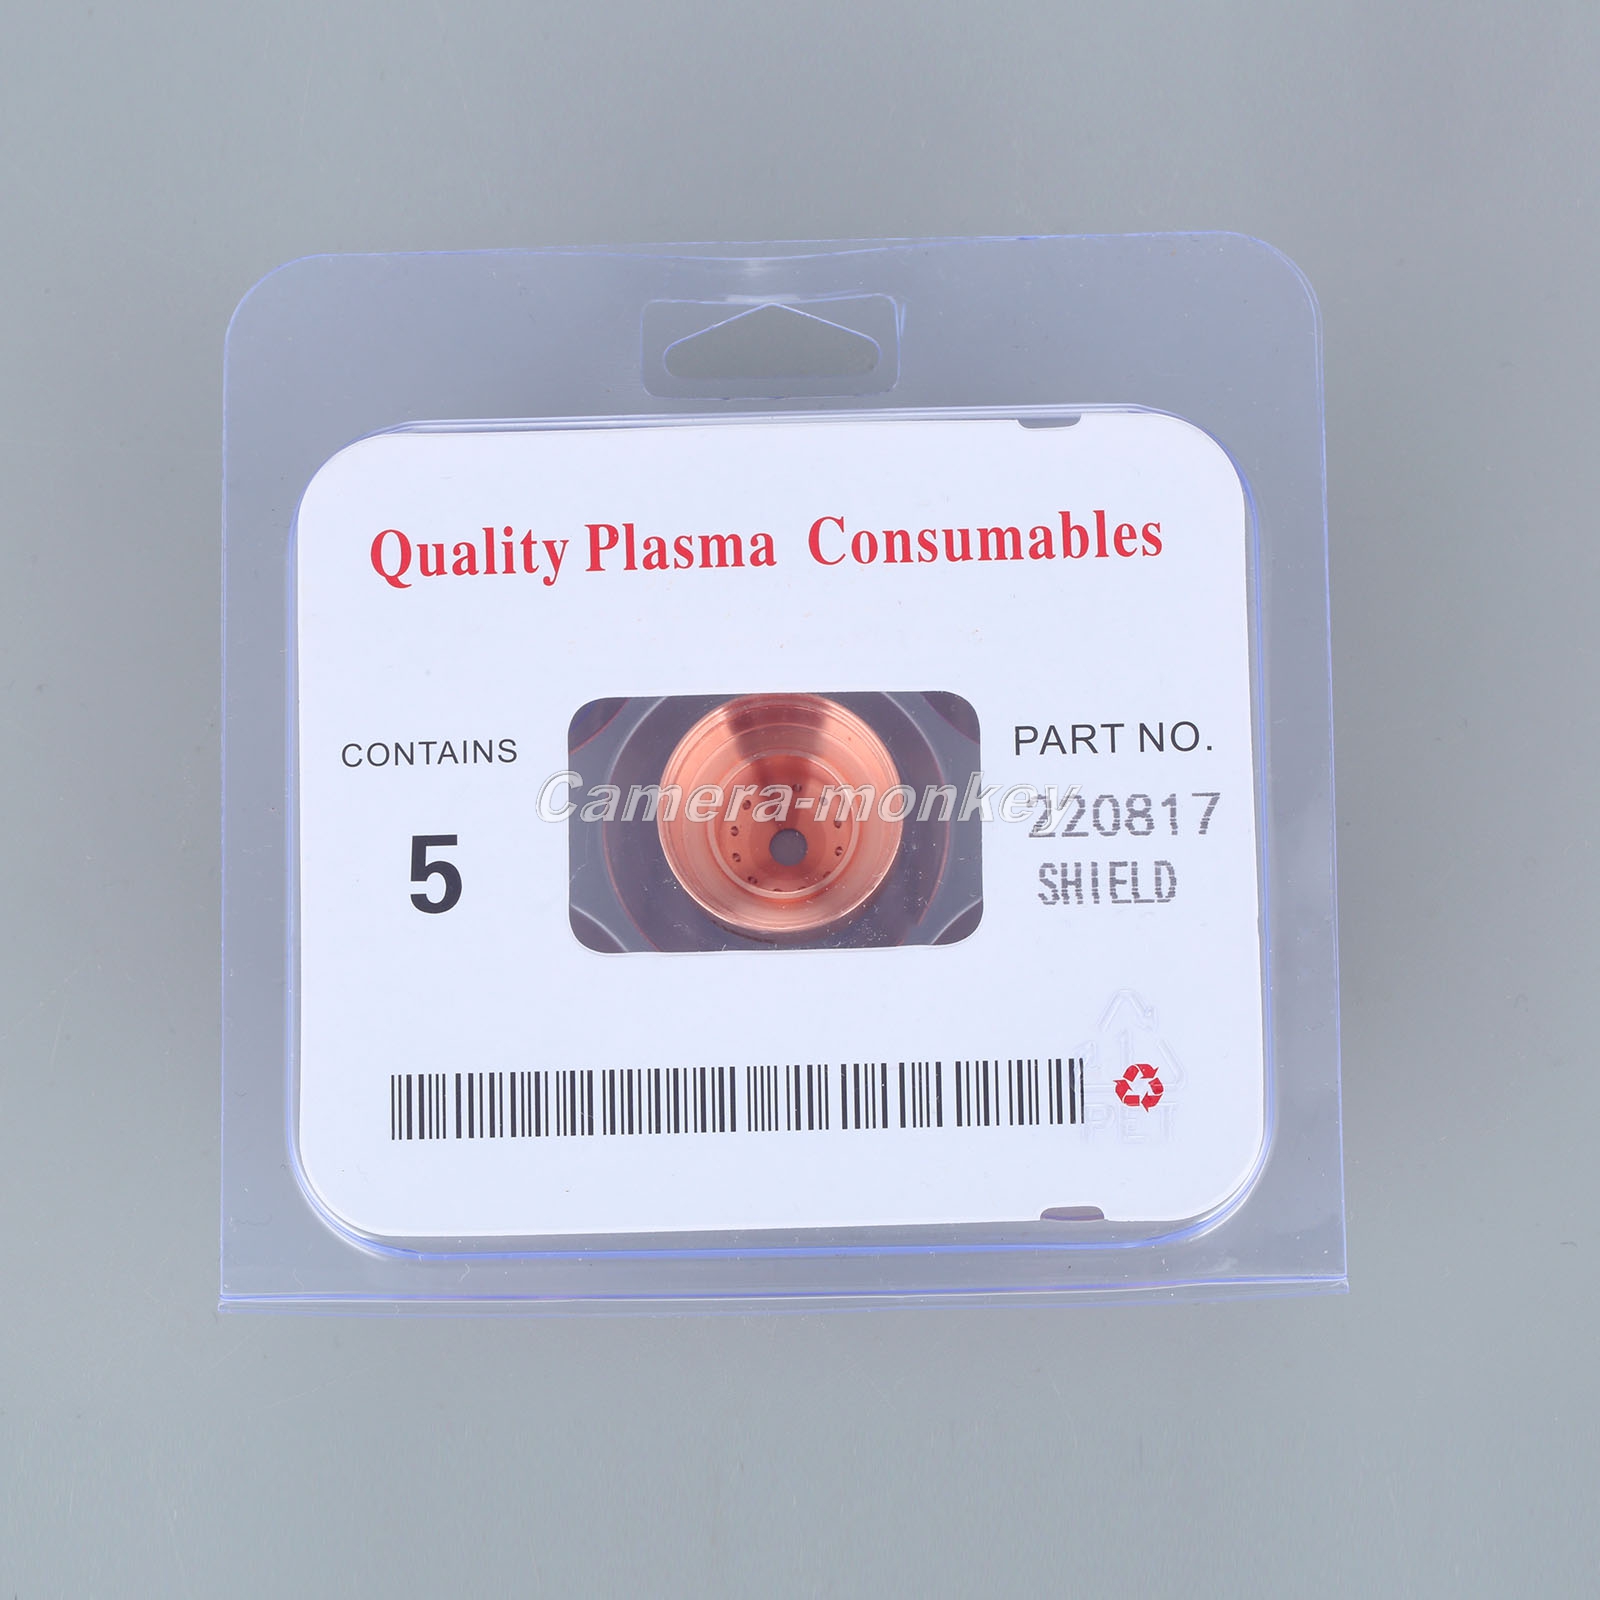 Quality Plasma Consumables
CONTAINS
5
PART NO.
220817
SHIELD
Camera-monkey
PET